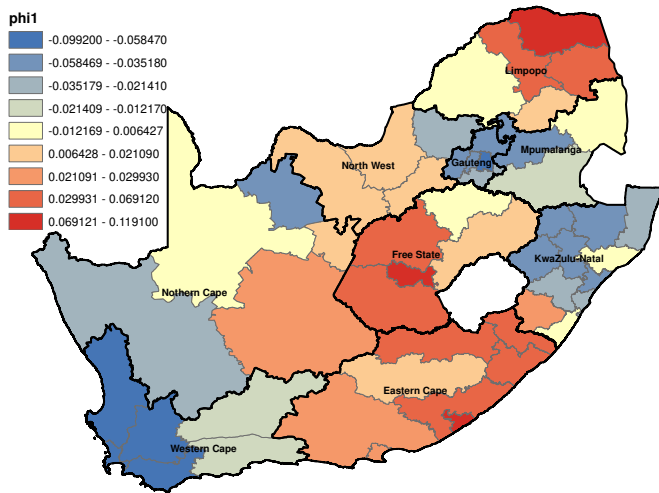 phi1
-0.099200 - -0.058470
-0.058469 - -0.035180
-0.035179 - -0.021410
-0.021409 - -0.012170
-0.012169 - 0.006427
0.006428 - 0.021090
0.021091 - 0.029930
0.029931 - 0.069120
0.069121 - 0.119100
Limpopo
North West
Gauteng
Mpumalanga
Free State
KwaZulu-Natal
Nothern Cape
Eastern Cape
Western Cape